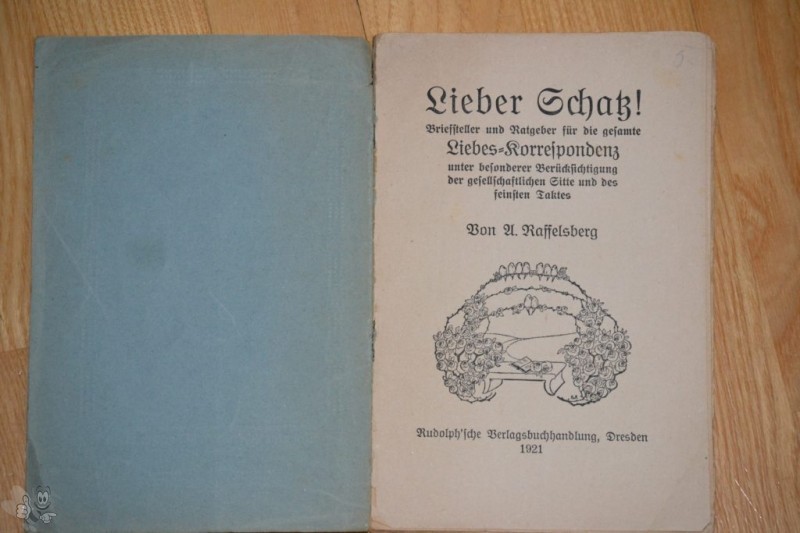 Lieber Schatz!
Briefsteller und Ratgeber für die gesamte
Liebes-Korrespondenz
unter besonderer Berücksichtigung
der gesellschaftlichen Sitte und des
feinsten Taktes
Von A. Raffelsberg
Rudolph'sche Verlagsbuchhandlung, Dresden
1921